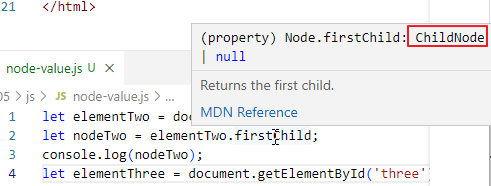 21 </html>
(property) Node.firstChild: ChildNode
| null
Returns the first child.
MDN Reference
node-value.js U
05 > js > JS node-value.js > ...
1 let elementTwo = doc
2 let nodeTwo = elementTwo.firstChild;
3 console.log(nodeTwo);
4 let elementThree = document.getElementById('three')